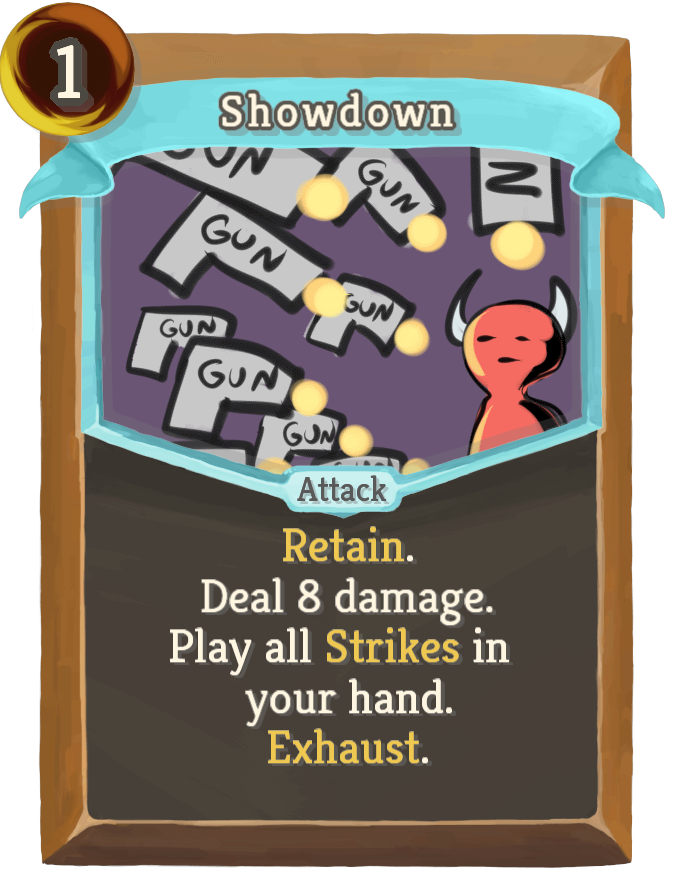 1
Showdown
GUN
GUN
N
GUN
GUN
GUN
GUN
GUN
Attack
Retain.
Deal 8 damage.
Play all Strikes in
your hand.
Exhaust.